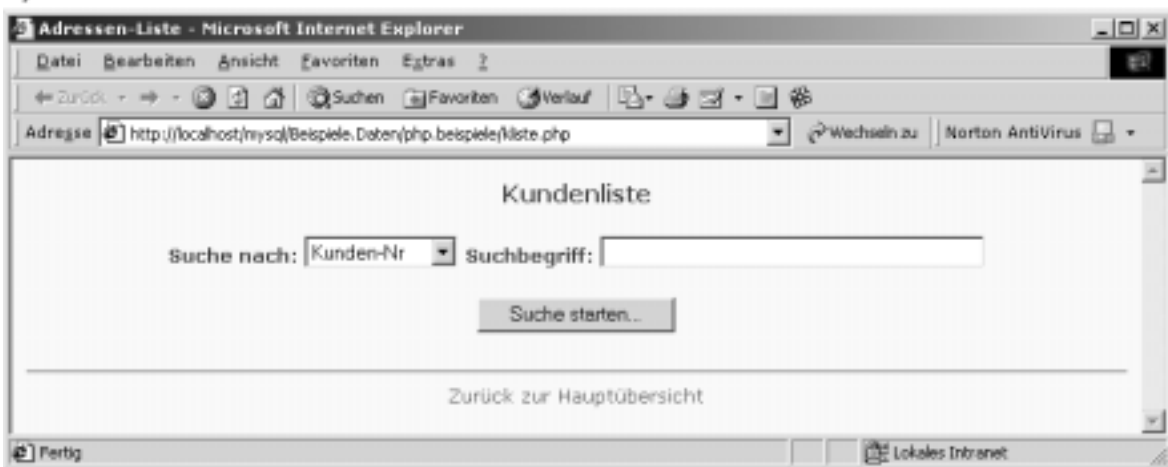 Adressen-Liste - Microsoft Internet Explorer
Datei Bearbeiten Ansicht Favoriten Extras ?
Zurück Suchen Favoriten Verlauf
Adresse http://localhost/mysql/Beispiele.Daten/php.beispiele/kliste.php Wechseln zu Norton AntiVirus
Kundenliste
Suche nach: Kunden-Nr Suchbegriff:
Suche starten...
Zurück zur Hauptübersicht
Fertig Lokales Intranet